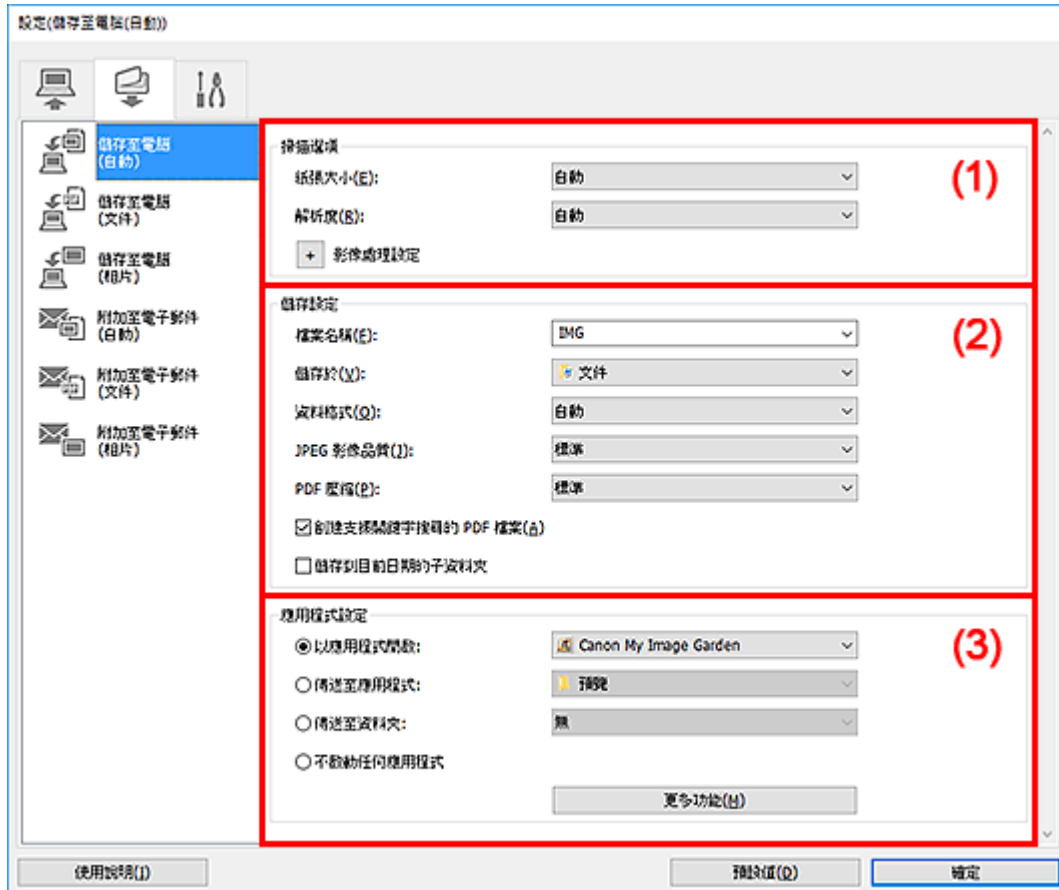 設定(儲存至電腦(自動))
儲存至電腦
(自動)
儲存至電腦
(文件)
儲存至電腦
(相片)
附加至電子郵件
(自動)
附加至電子郵件
(文件)
附加至電子郵件
(相片)
掃描選項
(1)
紙張大小(E): 自動
解析度(R): 自動
+ 影像處理設定
儲存設定
(2)
檔案名稱(F): IMG
儲存於(V): 文件
資料格式(O): 自動
JPEG 影像品質(J): 標準
PDF 壓縮(P): 標準
創建支援關鍵字搜尋的 PDF 檔案(A)
儲存到目前日期的子資料夾
應用程式設定
(3)
以應用程式開啟: Canon My Image Garden
傳送至應用程式: 預覽
傳送至資料夾: 無
不啟動任何應用程式
更多功能(M)
使用說明(I)
預設值(D)
確定